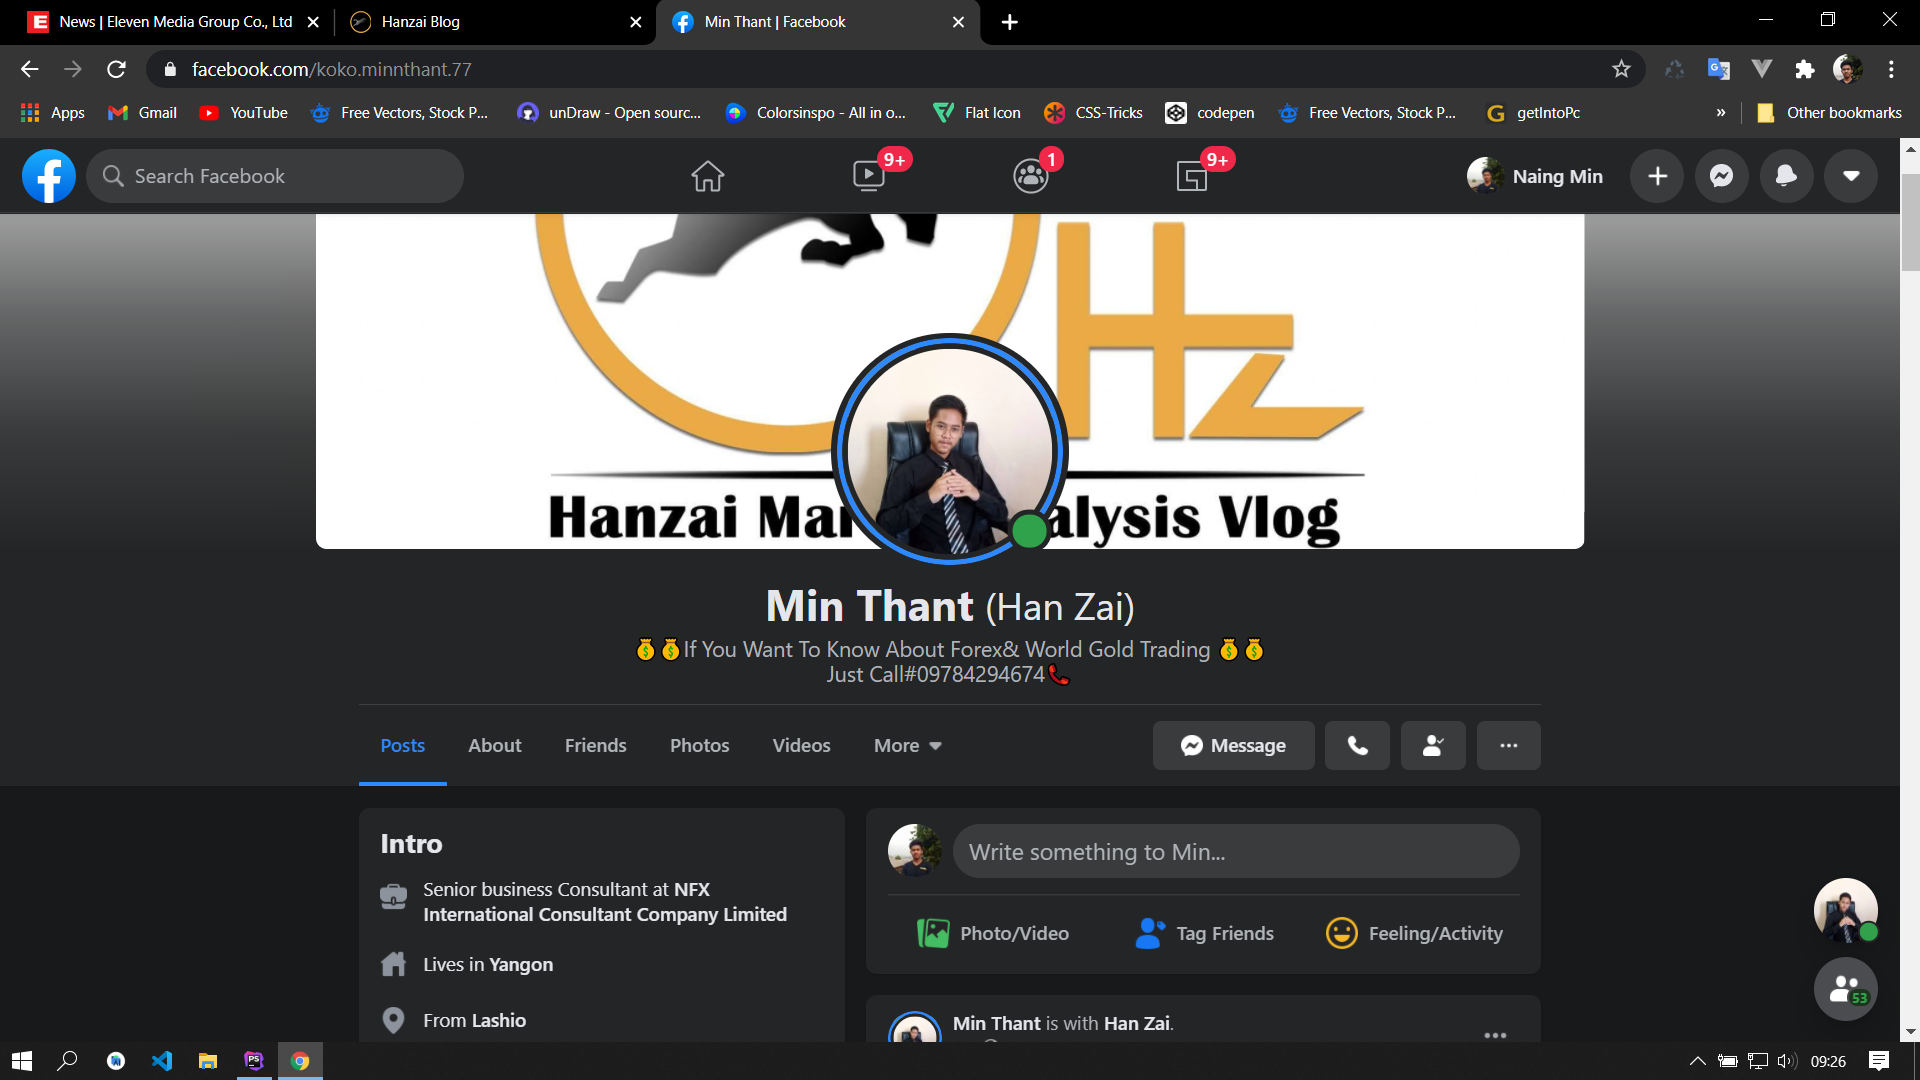 News | Eleven Media Group Co., Ltd
Hanzai Blog
Min Thant | Facebook
facebook.com/koko.minnthant.77
Apps
Gmail
YouTube
Free Vectors, Stock P...
unDraw - Open sourc...
Colorsinspo - All in o...
Flat Icon
CSS-Tricks
codepen
Free Vectors, Stock P...
getIntoPc
»
Other bookmarks
Search Facebook
9+
1
9+
Naing Min
Hz
Hanzai Mar alysis Vlog
Min Thant (Han Zai)
💰💰If You Want To Know About Forex& World Gold Trading 💰💰
Just Call#09784294674📞
Posts
About
Friends
Photos
Videos
More
Message
Intro
Senior business Consultant at NFX
International Consultant Company Limited
Lives in Yangon
From Lashio
Write something to Min...
Photo/Video
Tag Friends
Feeling/Activity
Min Thant is with Han Zai.
53
09:26